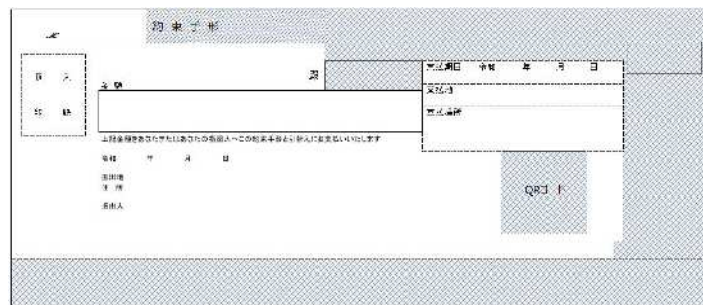 約束手形
収入
印紙
殿
金額
支払期日 令和 年 月 日
支払地
支払場所
上記金額をあなたまたはあなたの指図人へこの約束手形と引換えにお支払いいたします
令和 年 月 日
振出地
住所
振出人
QRコード